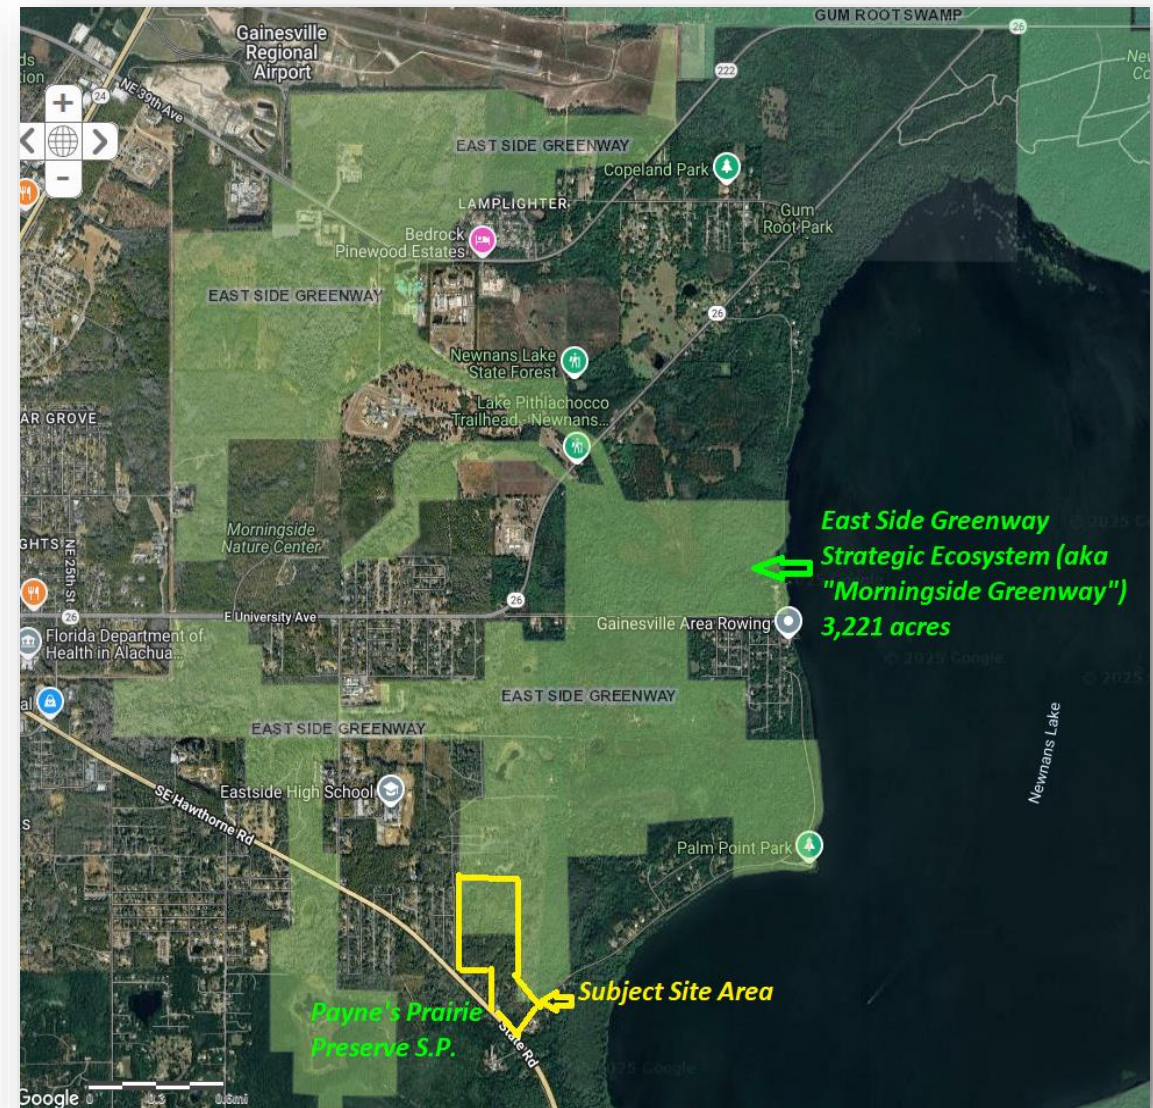 GUM ROOT SWAMP
26
Gainesville
Regional
Airport
222
24
NE 39th Ave
EAST SIDE GREENWAY
Copeland Park
LAMPLIGHTER
Gum
Root Park
Bedrock
Pinewood Estates
EAST SIDE GREENWAY
26
Newnans Lake
State Forest
Lake Pithlachocco
Trailhead - Newnans...
AR GROVE
Morningside
Nature Center
GHTS
NE 25th St
East Side Greenway
Strategic Ecosystem (aka
"Morningside Greenway")
3,221 acres
26
26
E University Ave
Gainesville Area Rowing
Florida Department of
Health in Alachua...
© 2025 Google
© 2025
EAST SIDE GREENWAY
EAST SIDE GREENWAY
al
Newnans Lake
Eastside High School
SE Hawthorne Rd
s
Palm Point Park
Subject Site Area
Payne's Prairie
Preserve S.P.
State Rd
2025 Google
Google
0
0.3
0.6mi